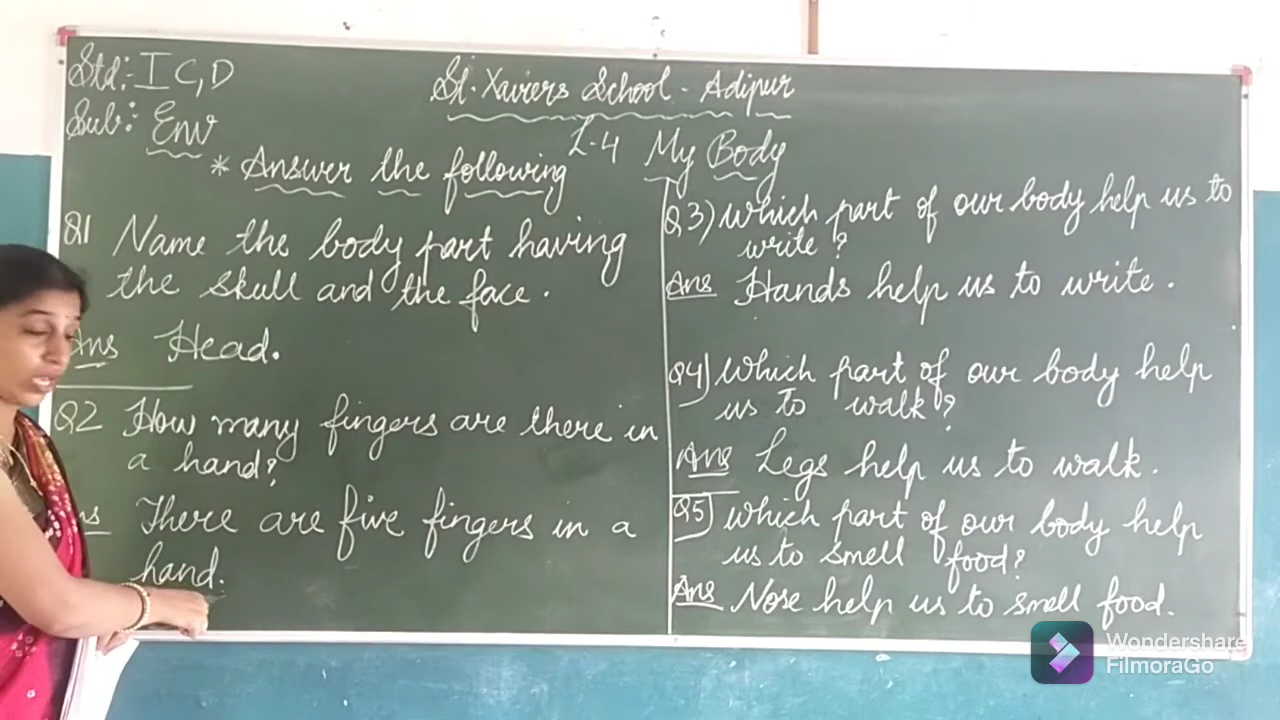 Std:- I C, D
St. Xaviers School - Adipur
Sub:- Env
L-4 My Body
* Answer the following
Q1 Name the body part having
the skull and the face.
Ans Head.
Q2 How many fingers are there in
a hand?
Ans There are five fingers in a
hand.
Q3) Which part of our body help us to
write?
Ans Hands help us to write.
Q4) Which part of our body help
us to walk?
Ans Legs help us to walk.
Q5) Which part of our body help
us to smell food?
Ans Nose help us to smell food.
Wondershare
FilmoraGo